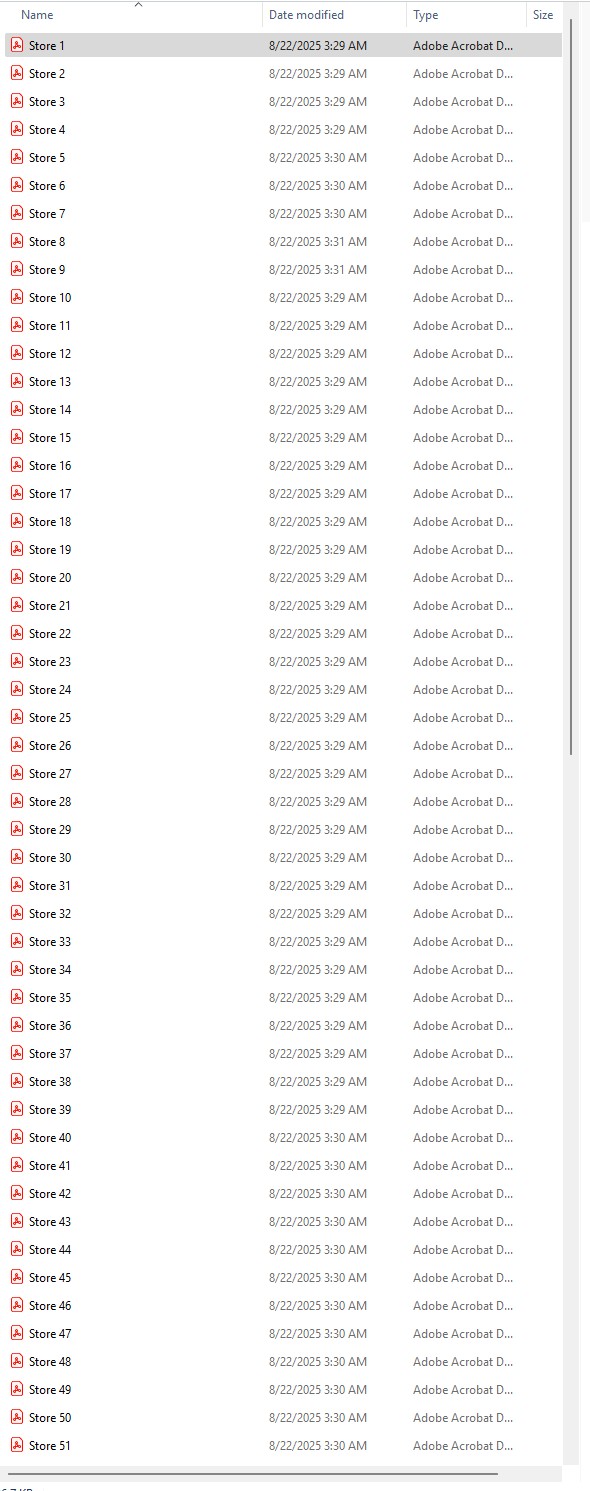 Name Date modified Type Size
Store 1 8/22/2025 3:29 AM Adobe Acrobat D...
Store 2 8/22/2025 3:29 AM Adobe Acrobat D...
Store 3 8/22/2025 3:29 AM Adobe Acrobat D...
Store 4 8/22/2025 3:29 AM Adobe Acrobat D...
Store 5 8/22/2025 3:30 AM Adobe Acrobat D...
Store 6 8/22/2025 3:30 AM Adobe Acrobat D...
Store 7 8/22/2025 3:30 AM Adobe Acrobat D...
Store 8 8/22/2025 3:31 AM Adobe Acrobat D...
Store 9 8/22/2025 3:31 AM Adobe Acrobat D...
Store 10 8/22/2025 3:29 AM Adobe Acrobat D...
Store 11 8/22/2025 3:29 AM Adobe Acrobat D...
Store 12 8/22/2025 3:29 AM Adobe Acrobat D...
Store 13 8/22/2025 3:29 AM Adobe Acrobat D...
Store 14 8/22/2025 3:29 AM Adobe Acrobat D...
Store 15 8/22/2025 3:29 AM Adobe Acrobat D...
Store 16 8/22/2025 3:29 AM Adobe Acrobat D...
Store 17 8/22/2025 3:29 AM Adobe Acrobat D...
Store 18 8/22/2025 3:29 AM Adobe Acrobat D...
Store 19 8/22/2025 3:29 AM Adobe Acrobat D...
Store 20 8/22/2025 3:29 AM Adobe Acrobat D...
Store 21 8/22/2025 3:29 AM Adobe Acrobat D...
Store 22 8/22/2025 3:29 AM Adobe Acrobat D...
Store 23 8/22/2025 3:29 AM Adobe Acrobat D...
Store 24 8/22/2025 3:29 AM Adobe Acrobat D...
Store 25 8/22/2025 3:29 AM Adobe Acrobat D...
Store 26 8/22/2025 3:29 AM Adobe Acrobat D...
Store 27 8/22/2025 3:29 AM Adobe Acrobat D...
Store 28 8/22/2025 3:29 AM Adobe Acrobat D...
Store 29 8/22/2025 3:29 AM Adobe Acrobat D...
Store 30 8/22/2025 3:29 AM Adobe Acrobat D...
Store 31 8/22/2025 3:29 AM Adobe Acrobat D...
Store 32 8/22/2025 3:29 AM Adobe Acrobat D...
Store 33 8/22/2025 3:29 AM Adobe Acrobat D...
Store 34 8/22/2025 3:29 AM Adobe Acrobat D...
Store 35 8/22/2025 3:29 AM Adobe Acrobat D...
Store 36 8/22/2025 3:29 AM Adobe Acrobat D...
Store 37 8/22/2025 3:29 AM Adobe Acrobat D...
Store 38 8/22/2025 3:29 AM Adobe Acrobat D...
Store 39 8/22/2025 3:29 AM Adobe Acrobat D...
Store 40 8/22/2025 3:30 AM Adobe Acrobat D...
Store 41 8/22/2025 3:30 AM Adobe Acrobat D...
Store 42 8/22/2025 3:30 AM Adobe Acrobat D...
Store 43 8/22/2025 3:30 AM Adobe Acrobat D...
Store 44 8/22/2025 3:30 AM Adobe Acrobat D...
Store 45 8/22/2025 3:30 AM Adobe Acrobat D...
Store 46 8/22/2025 3:30 AM Adobe Acrobat D...
Store 47 8/22/2025 3:30 AM Adobe Acrobat D...
Store 48 8/22/2025 3:30 AM Adobe Acrobat D...
Store 49 8/22/2025 3:30 AM Adobe Acrobat D...
Store 50 8/22/2025 3:30 AM Adobe Acrobat D...
Store 51 8/22/2025 3:30 AM Adobe Acrobat D...